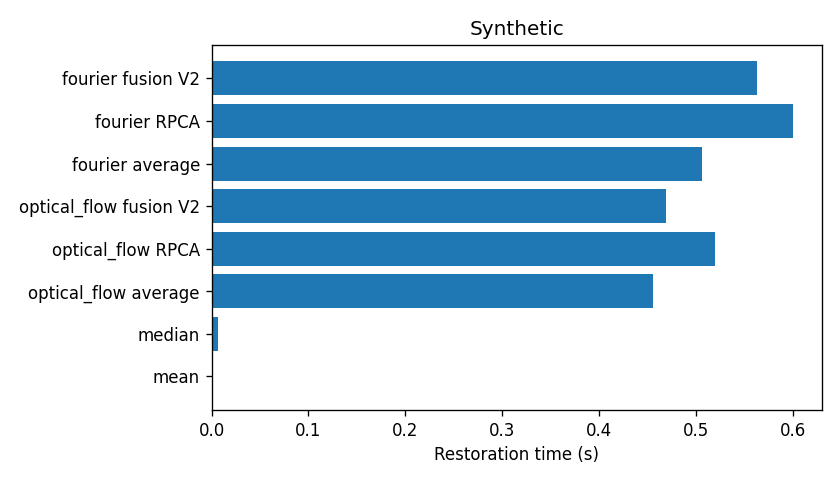 Synthetic
fourier fusion V2
fourier RPCA
fourier average
optical_flow fusion V2
optical_flow RPCA
optical_flow average
median
mean
0.0 0.1 0.2 0.3 0.4 0.5 0.6
Restoration time (s)